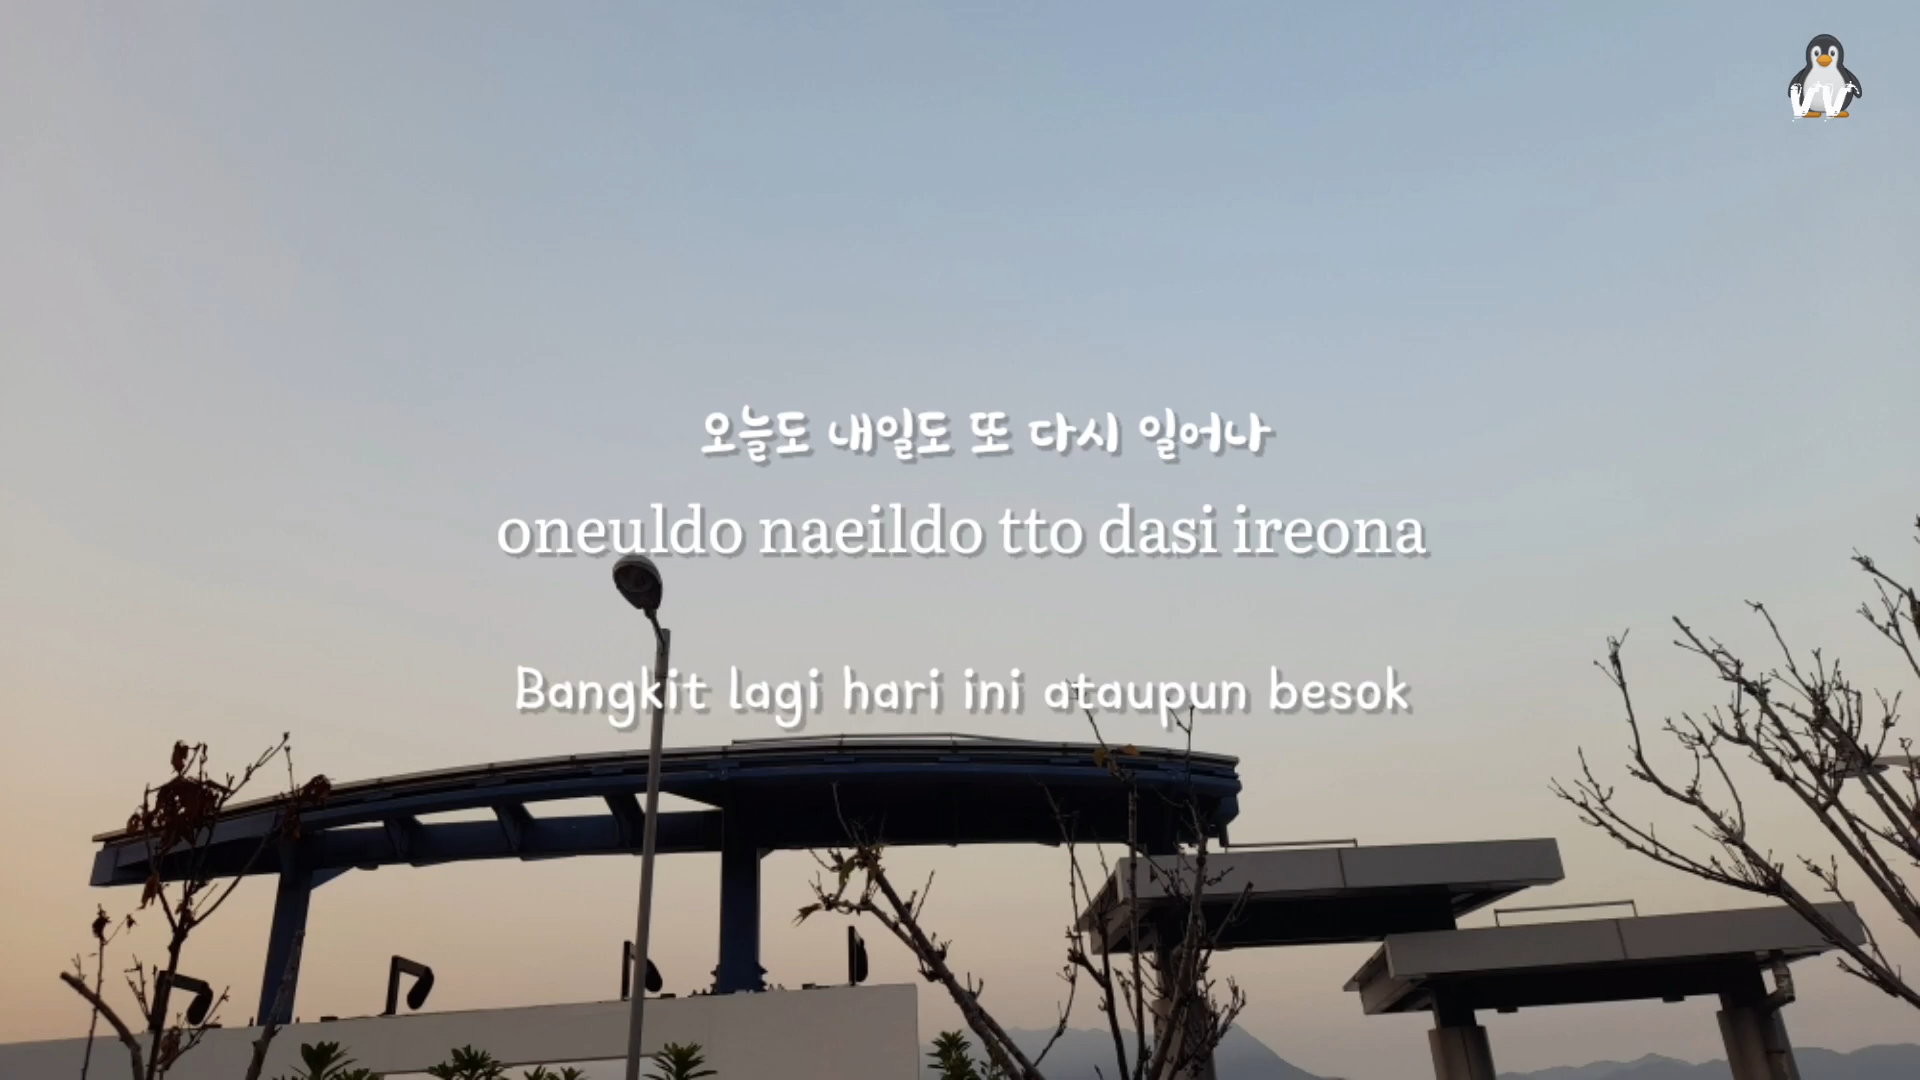 VV
오늘도 내일도 또 다시 일어나
oneuldo naeildo tto dasi ireona
Bangkit lagi hari ini ataupun besok